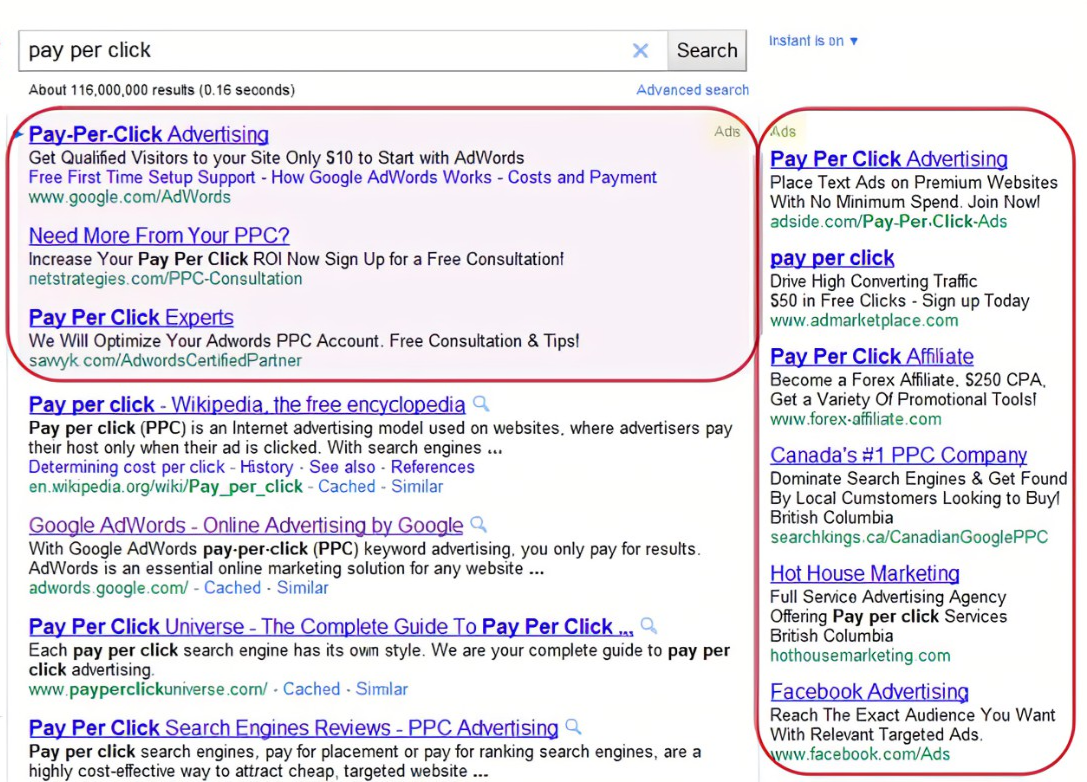 pay per click
Search
Instant is on ▼
About 116,000,000 results (0.16 seconds)
Advanced search
Pay-Per-Click Advertising
Ads
Get Qualified Visitors to your Site Only $10 to Start with AdWords
Free First Time Setup Support - How Google AdWords Works - Costs and Payment
www.google.com/AdWords
Need More From Your PPC?
Increase Your Pay Per Click ROI Now Sign Up for a Free Consultation!
netstrategies.com/PPC-Consultation
Pay Per Click Experts
We Will Optimize Your Adwords PPC Account. Free Consultation & Tips!
savvyk.com/AdwordsCertifiedPartner
Pay per click - Wikipedia, the free encyclopedia
Pay per click (PPC) is an Internet advertising model used on websites, where advertisers pay
their host only when their ad is clicked. With search engines ...
Determining cost per click - History - See also - References
en.wikipedia.org/wiki/Pay_per_click - Cached - Similar
Google AdWords - Online Advertising by Google
With Google AdWords pay-per-click (PPC) keyword advertising, you only pay for results.
AdWords is an essential online marketing solution for any website ...
adwords.google.com/ - Cached - Similar
Pay Per Click Universe - The Complete Guide To Pay Per Click ...
Each pay per click search engine has its own style. We are your complete guide to pay per
click advertising.
www.payperclickuniverse.com/ - Cached - Similar
Pay Per Click Search Engines Reviews - PPC Advertising
Pay per click search engines, pay for placement or pay for ranking search engines, are a
highly cost-effective way to attract cheap, targeted website ...
Ads
Pay Per Click Advertising
Place Text Ads on Premium Websites
With No Minimum Spend. Join Now!
adside.com/Pay-Per-Click-Ads
pay per click
Drive High Converting Traffic
$50 in Free Clicks - Sign up Today
www.admarketplace.com
Pay Per Click Affiliate
Become a Forex Affiliate, $250 CPA,
Get a Variety Of Promotional Tools!
www.forex-affiliate.com
Canada's #1 PPC Company
Dominate Search Engines & Get Found
By Local Cumstomers Looking to Buy!
British Columbia
searchkings.ca/CanadianGooglePPC
Hot House Marketing
Full Service Advertising Agency
Offering Pay per click Services
British Columbia
hothousemarketing.com
Facebook Advertising
Reach The Exact Audience You Want
With Relevant Targeted Ads.
www.facebook.com/Ads